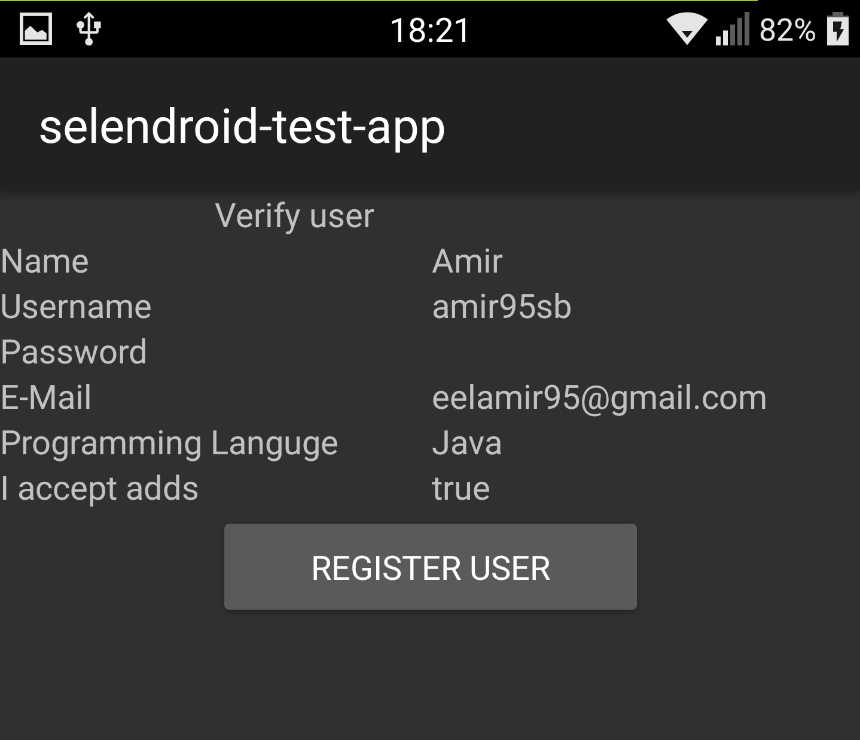 18:21 82%
selendroid-test-app
Verify user
Name Amir
Username amir95sb
Password
E-Mail eelamir95@gmail.com
Programming Languge Java
I accept adds true
REGISTER USER